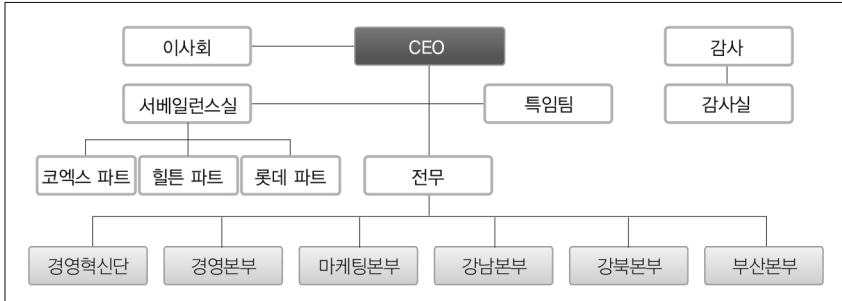 이사회
CEO
감사
서베일런스실
특임팀
감사실
코엑스 파트
힐튼 파트
롯데 파트
전무
경영혁신단
경영본부
마케팅본부
강남본부
강북본부
부산본부